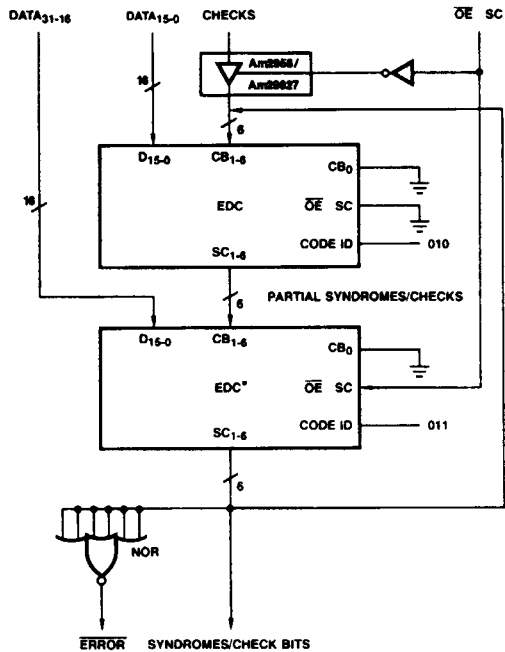 DATA31-16 DATA15-0 CHECKS OE SC
Am2958/
Am29827
16
6
D15-0 CB1-6 CB0
EDC OE SC
CODE ID 010
SC1-6
16
6 PARTIAL SYNDROMES/CHECKS
D15-0 CB1-6 CB0
EDC* OE SC
CODE ID 011
SC1-6
6
NOR
ERROR SYNDROMES/CHECK BITS